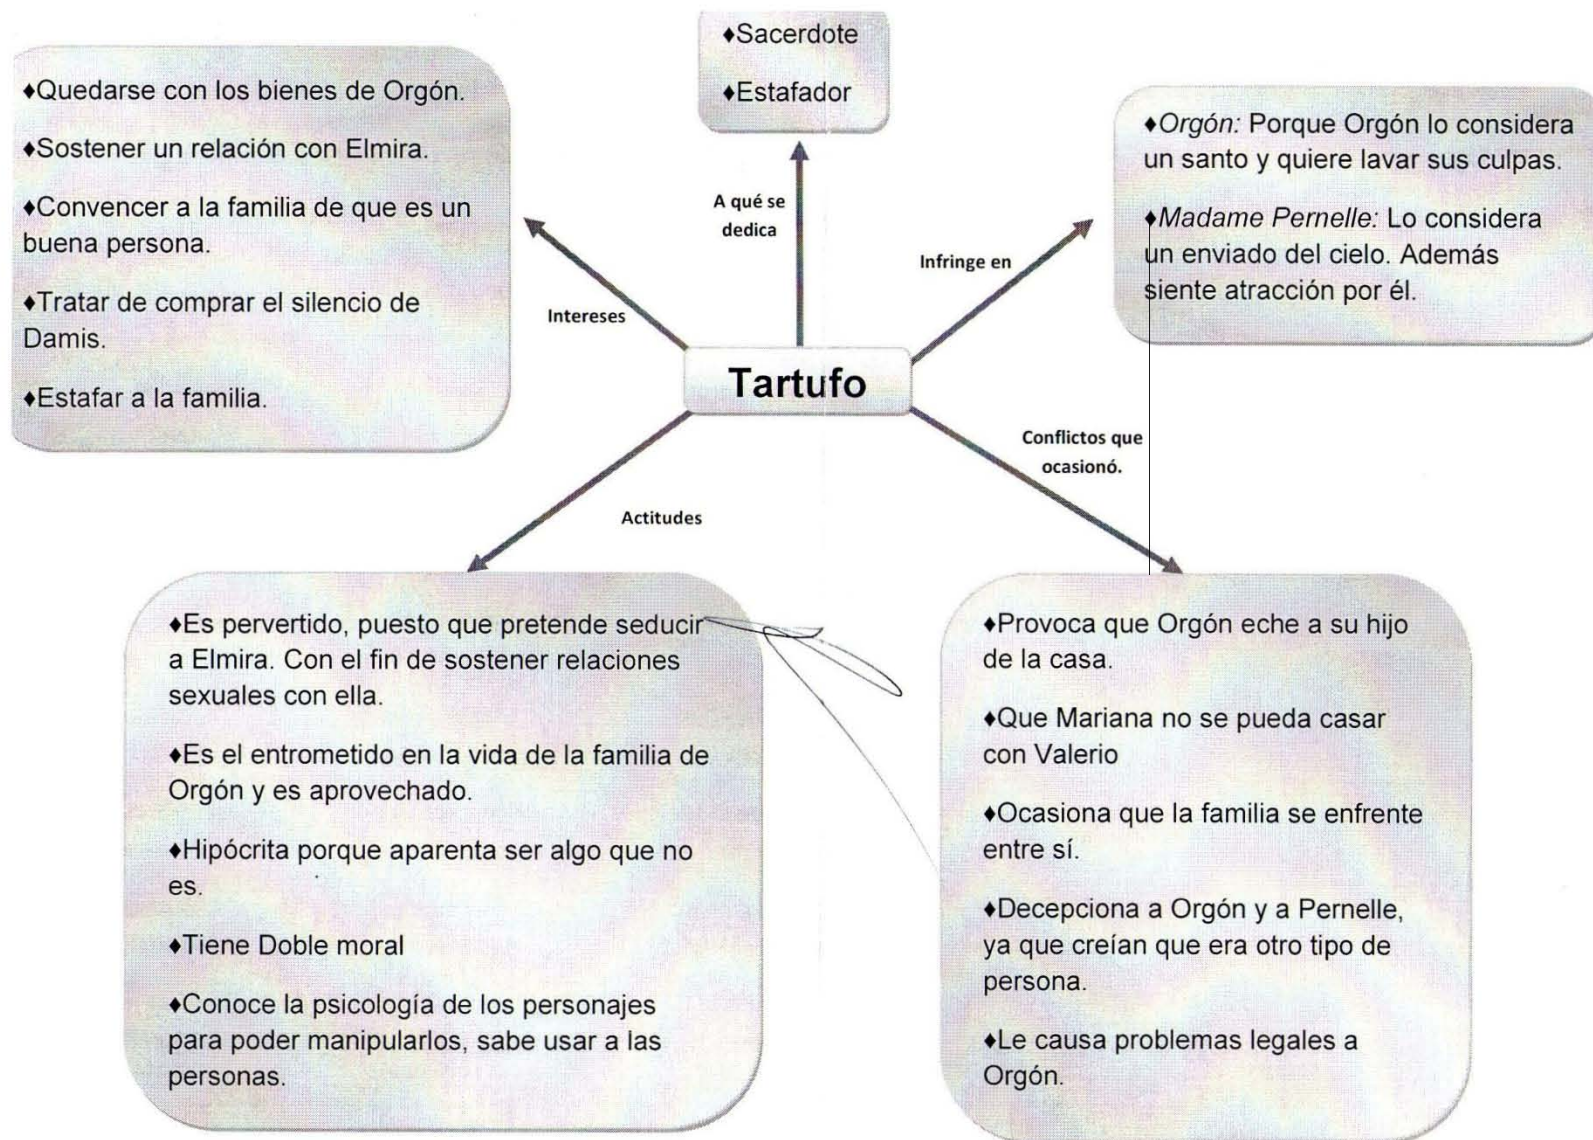 ♦Sacerdote
♦Estafador
♦Quedarse con los bienes de Orgón.
♦Sostener un relación con Elmira.
♦Convencer a la familia de que es un
buena persona.
♦Tratar de comprar el silencio de
Damis.
♦Estafar a la familia.
♦Orgón: Porque Orgón lo considera
un santo y quiere lavar sus culpas.
♦Madame Pernelle: Lo considera
un enviado del cielo. Además
siente atracción por él.
A qué se
dedica
Infringe en
Intereses
Tartufo
Conflictos que
ocasionó.
Actitudes
♦Es pervertido, puesto que pretende seducir
a Elmira. Con el fin de sostener relaciones
sexuales con ella.
♦Es el entrometido en la vida de la familia de
Orgón y es aprovechado.
♦Hipócrita porque aparenta ser algo que no
es.
♦Tiene Doble moral
♦Conoce la psicología de los personajes
para poder manipularlos, sabe usar a las
personas.
♦Provoca que Orgón eche a su hijo
de la casa.
♦Que Mariana no se pueda casar
con Valerio
♦Ocasiona que la familia se enfrente
entre sí.
♦Decepciona a Orgón y a Pernelle,
ya que creían que era otro tipo de
persona.
♦Le causa problemas legales a
Orgón.